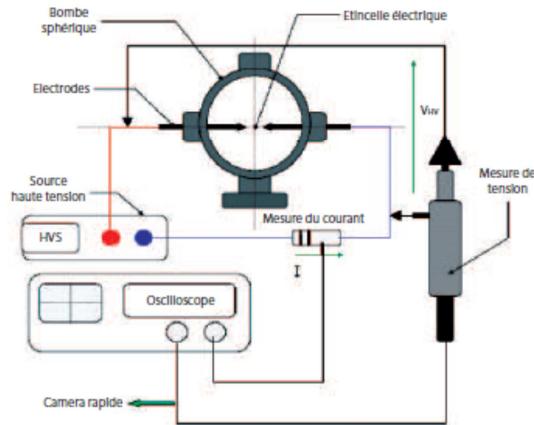 Bombe
sphérique
Etincelle électrique
Electrodes
VHV
Source
haute tension
Mesure de
tension
Mesure du courant
HVS
I
Oscilloscope
Camera rapide